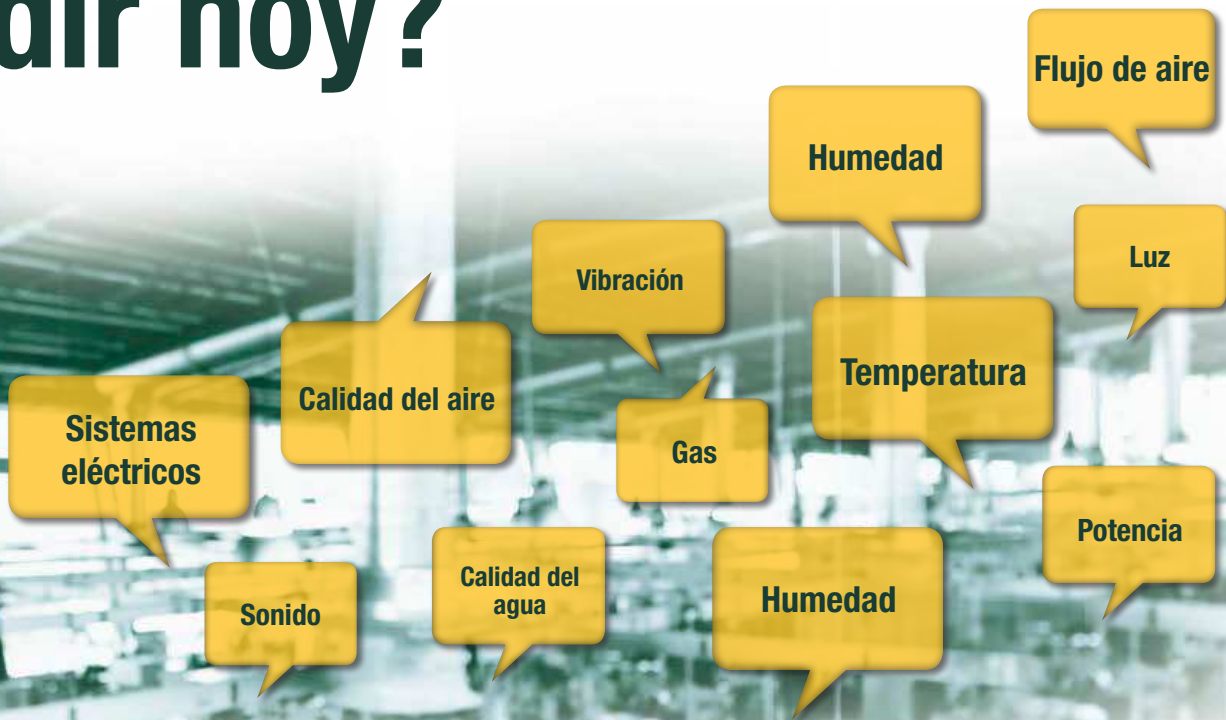 dir hoy?
Flujo de aire
Humedad
Luz
Vibración
Temperatura
Calidad del aire
Sistemas
eléctricos
Gas
Potencia
Calidad del
agua
Humedad
Sonido